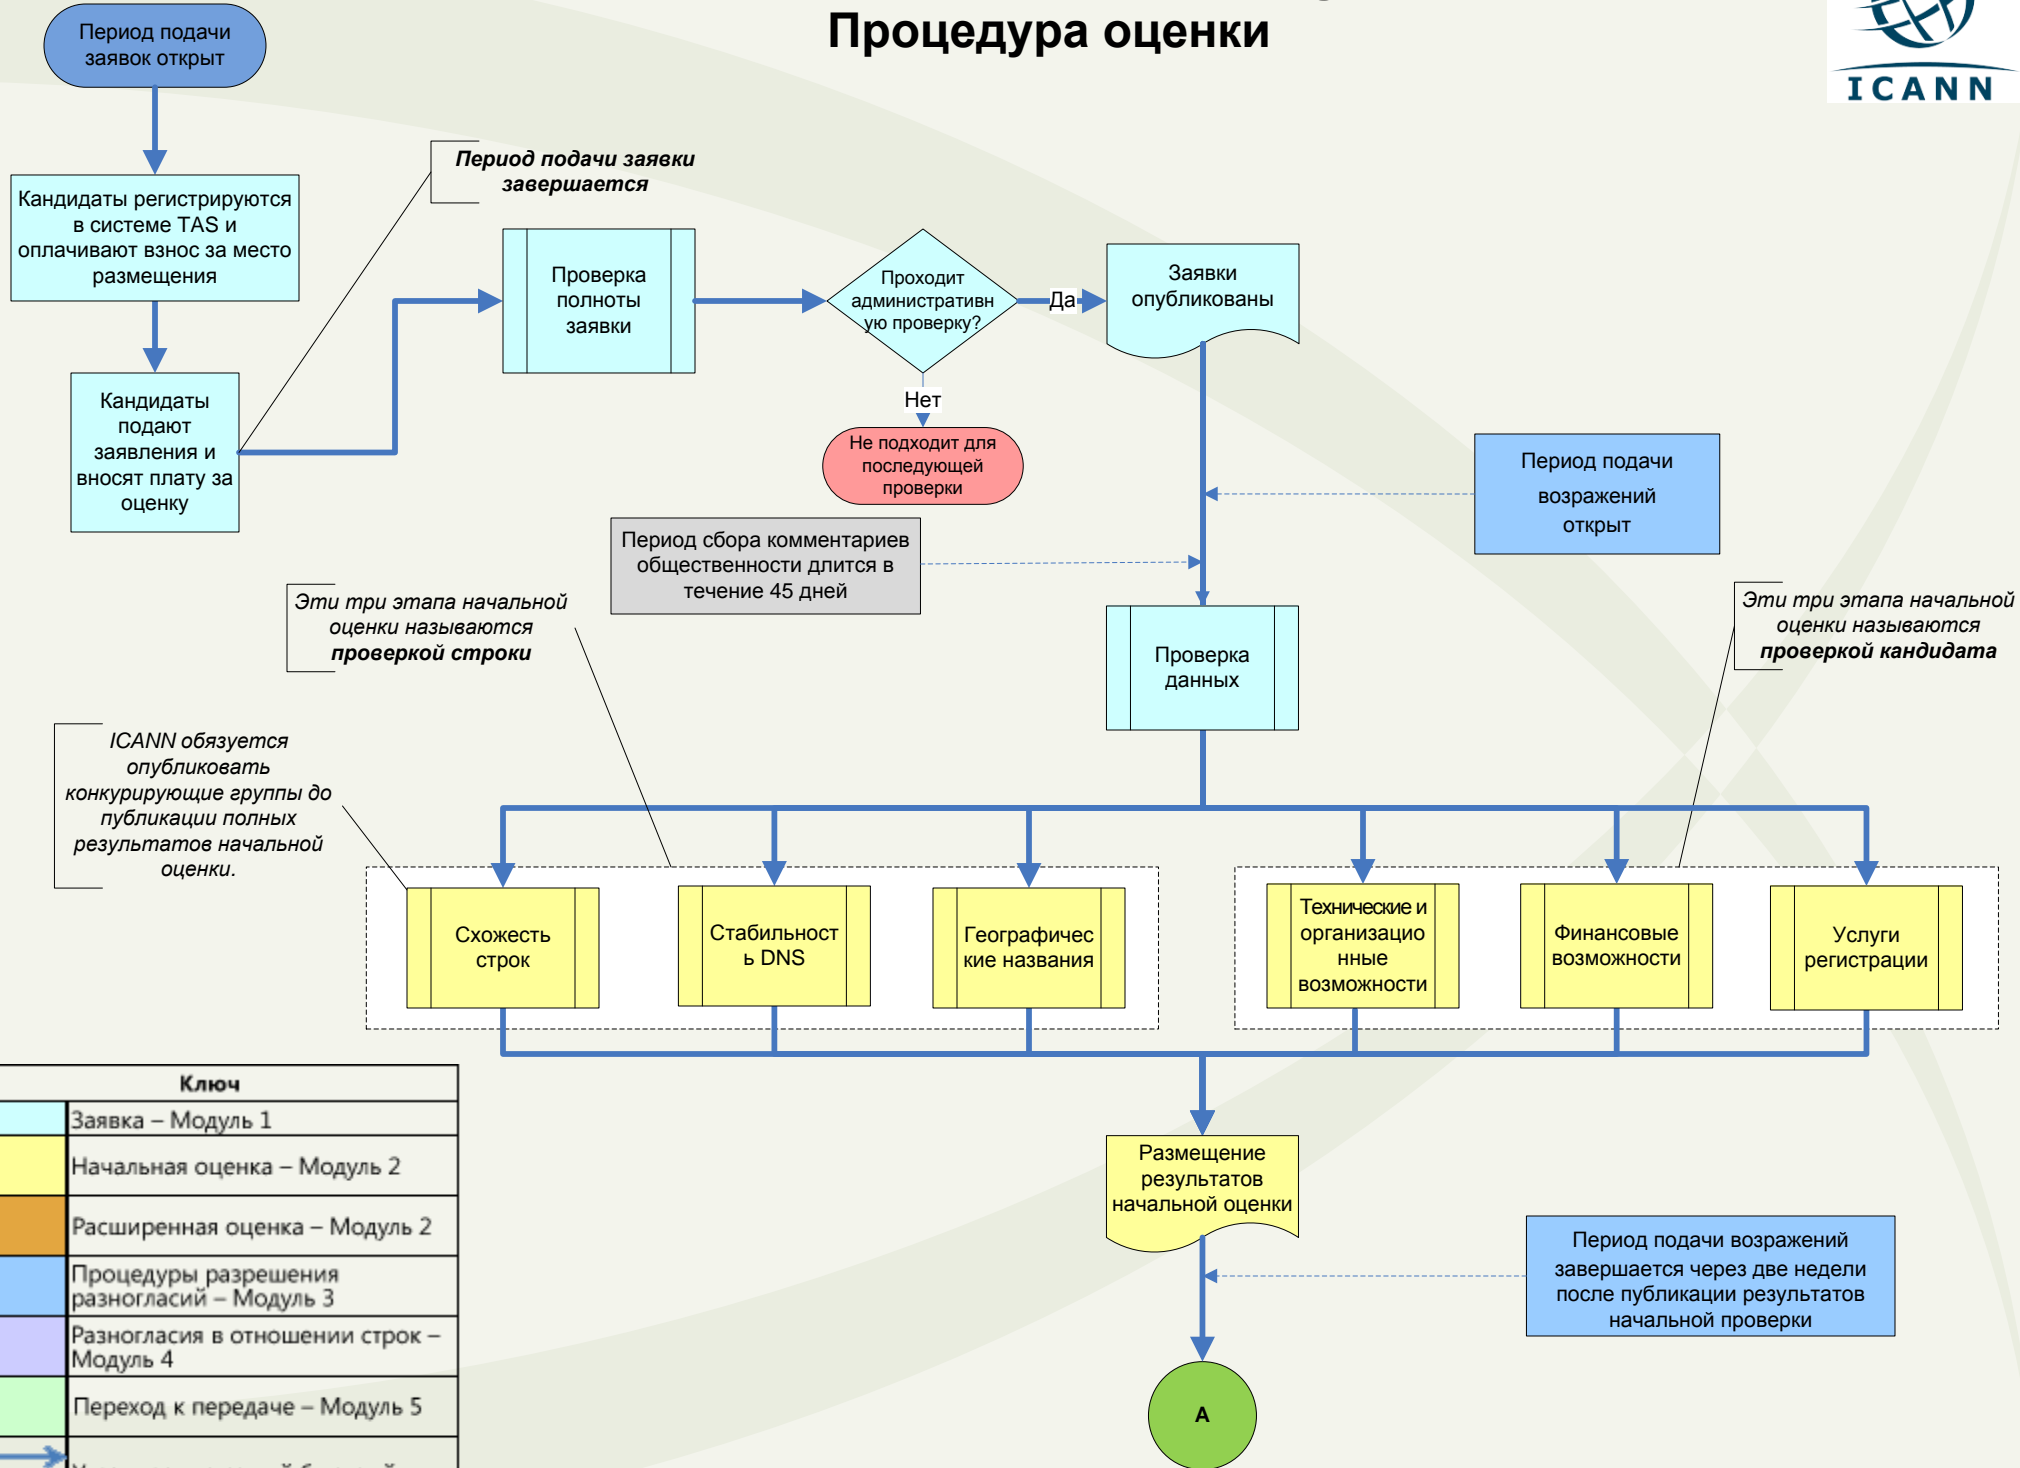 Процедура оценки
ICANN
Период подачи
заявок открыт
Кандидаты регистрируются
в системе TAS и
оплачивают взнос за место
размещения
Кандидаты
подают
заявления и
вносят плату за
оценку
Период подачи заявки
завершается
Проверка
полноты
заявки
Проходит
административн
ую проверку?
Да
Нет
Не подходит для
последующей
проверки
Заявки
опубликованы
Период подачи
возражений
открыт
Период сбора комментариев
общественности длится в
течение 45 дней
Проверка
данных
Эти три этапа начальной
оценки называются
проверкой строки
Эти три этапа начальной
оценки называются
проверкой кандидата
ICANN обязуется
опубликовать
конкурирующие группы до
публикации полных
результатов начальной
оценки.
Схожесть
строк
Стабильност
ь DNS
Географичес
кие названия
Технические и
организацио
нные
возможности
Финансовые
возможности
Услуги
регистрации
Размещение
результатов
начальной оценки
Период подачи возражений
завершается через две недели
после публикации результатов
начальной проверки
A
Ключ
Заявка – Модуль 1
Начальная оценка – Модуль 2
Расширенная оценка – Модуль 2
Процедуры разрешения
разногласий – Модуль 3
Разногласия в отношении строк –
Модуль 4
Переход к передаче – Модуль 5